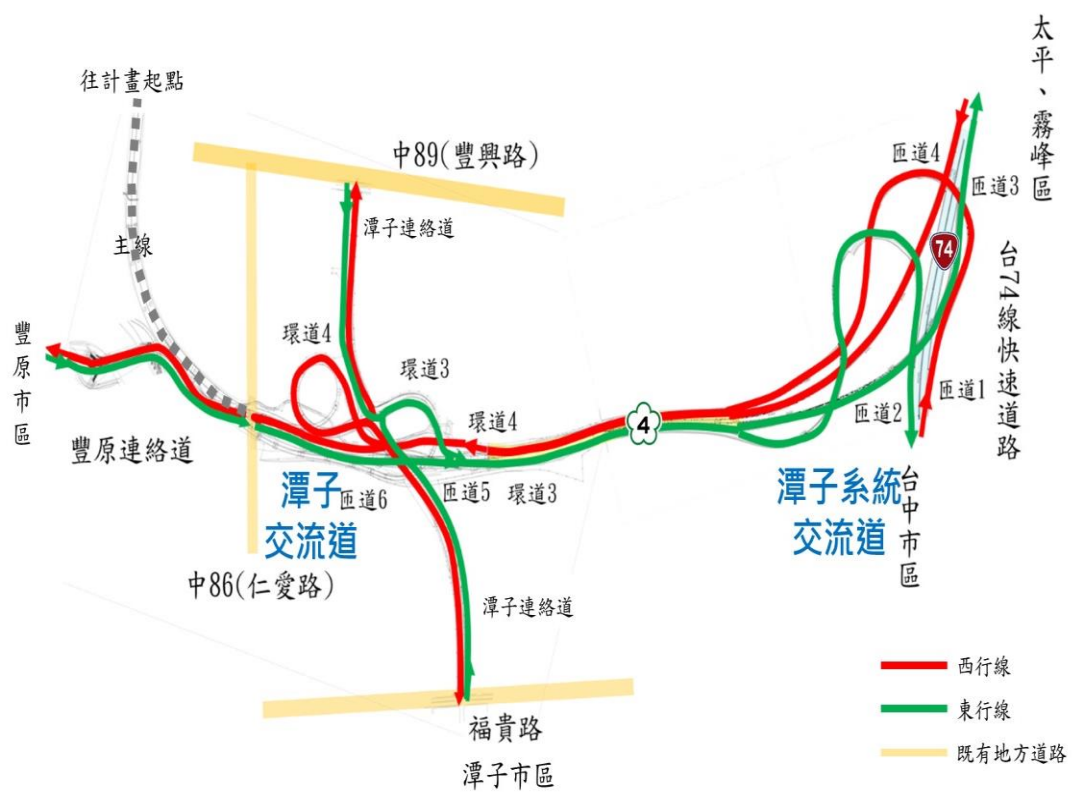 太平、霧峰區
往計畫起點
中89(豐興路)
匝道4
匝道3
潭子連絡道
主線
74
台74線快速道路
豐原市區
環道4
環道3
匝道1
匝道2
環道4
4
豐原連絡道
潭子
交流道
匝道6
匝道5
環道3
潭子系統
交流道
台中市區
中86(仁愛路)
潭子連絡道
西行線
東行線
既有地方道路
福貴路
潭子市區